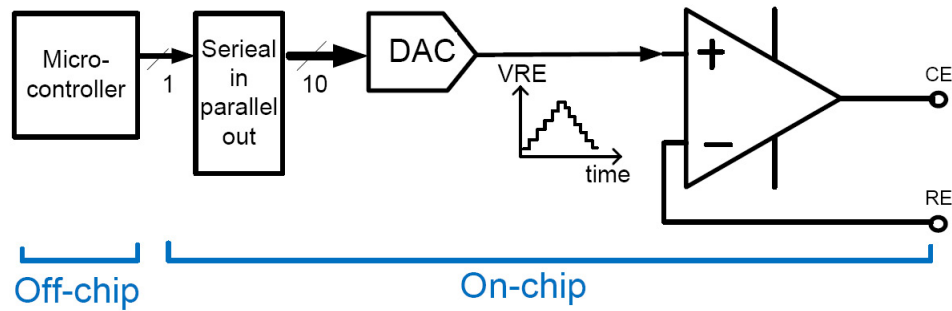 Micro-
controller
1
Serieal
in
parallel
out
10
DAC
VRE
time
+
−
CE
RE
Off-chip
On-chip